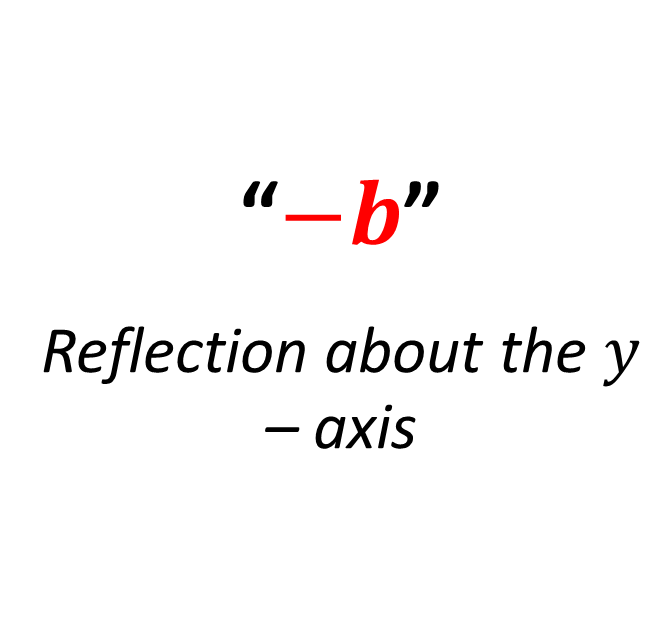 “−b”
Reflection about the y
– axis